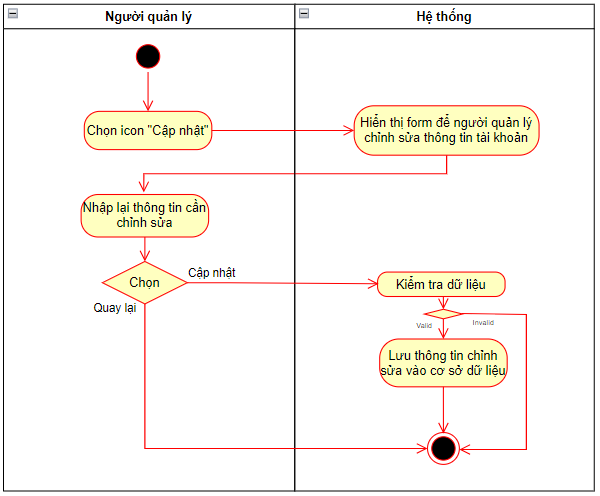 Người quản lý
Hệ thống
Chọn icon "Cập nhật"
Hiển thị form để người quản lý
chỉnh sửa thông tin tài khoản
Nhập lại thông tin cần
chỉnh sửa
Chọn
Cập nhật
Quay lại
Kiểm tra dữ liệu
Valid
Invalid
Lưu thông tin chỉnh
sửa vào cơ sở dữ liệu